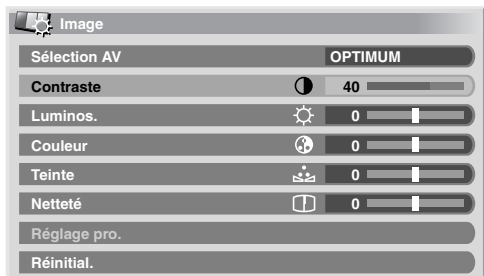 Image
Sélection AV OPTIMUM
Contraste 40
Luminos. 0
Couleur 0
Teinte 0
Netteté 0
Réglage pro.
Réinitial.